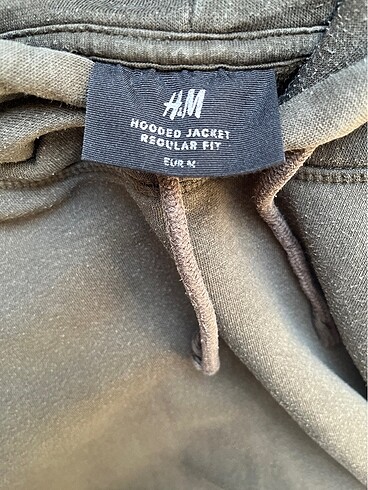 H&M
HOODED JACKET
REGULAR FIT
EUR M